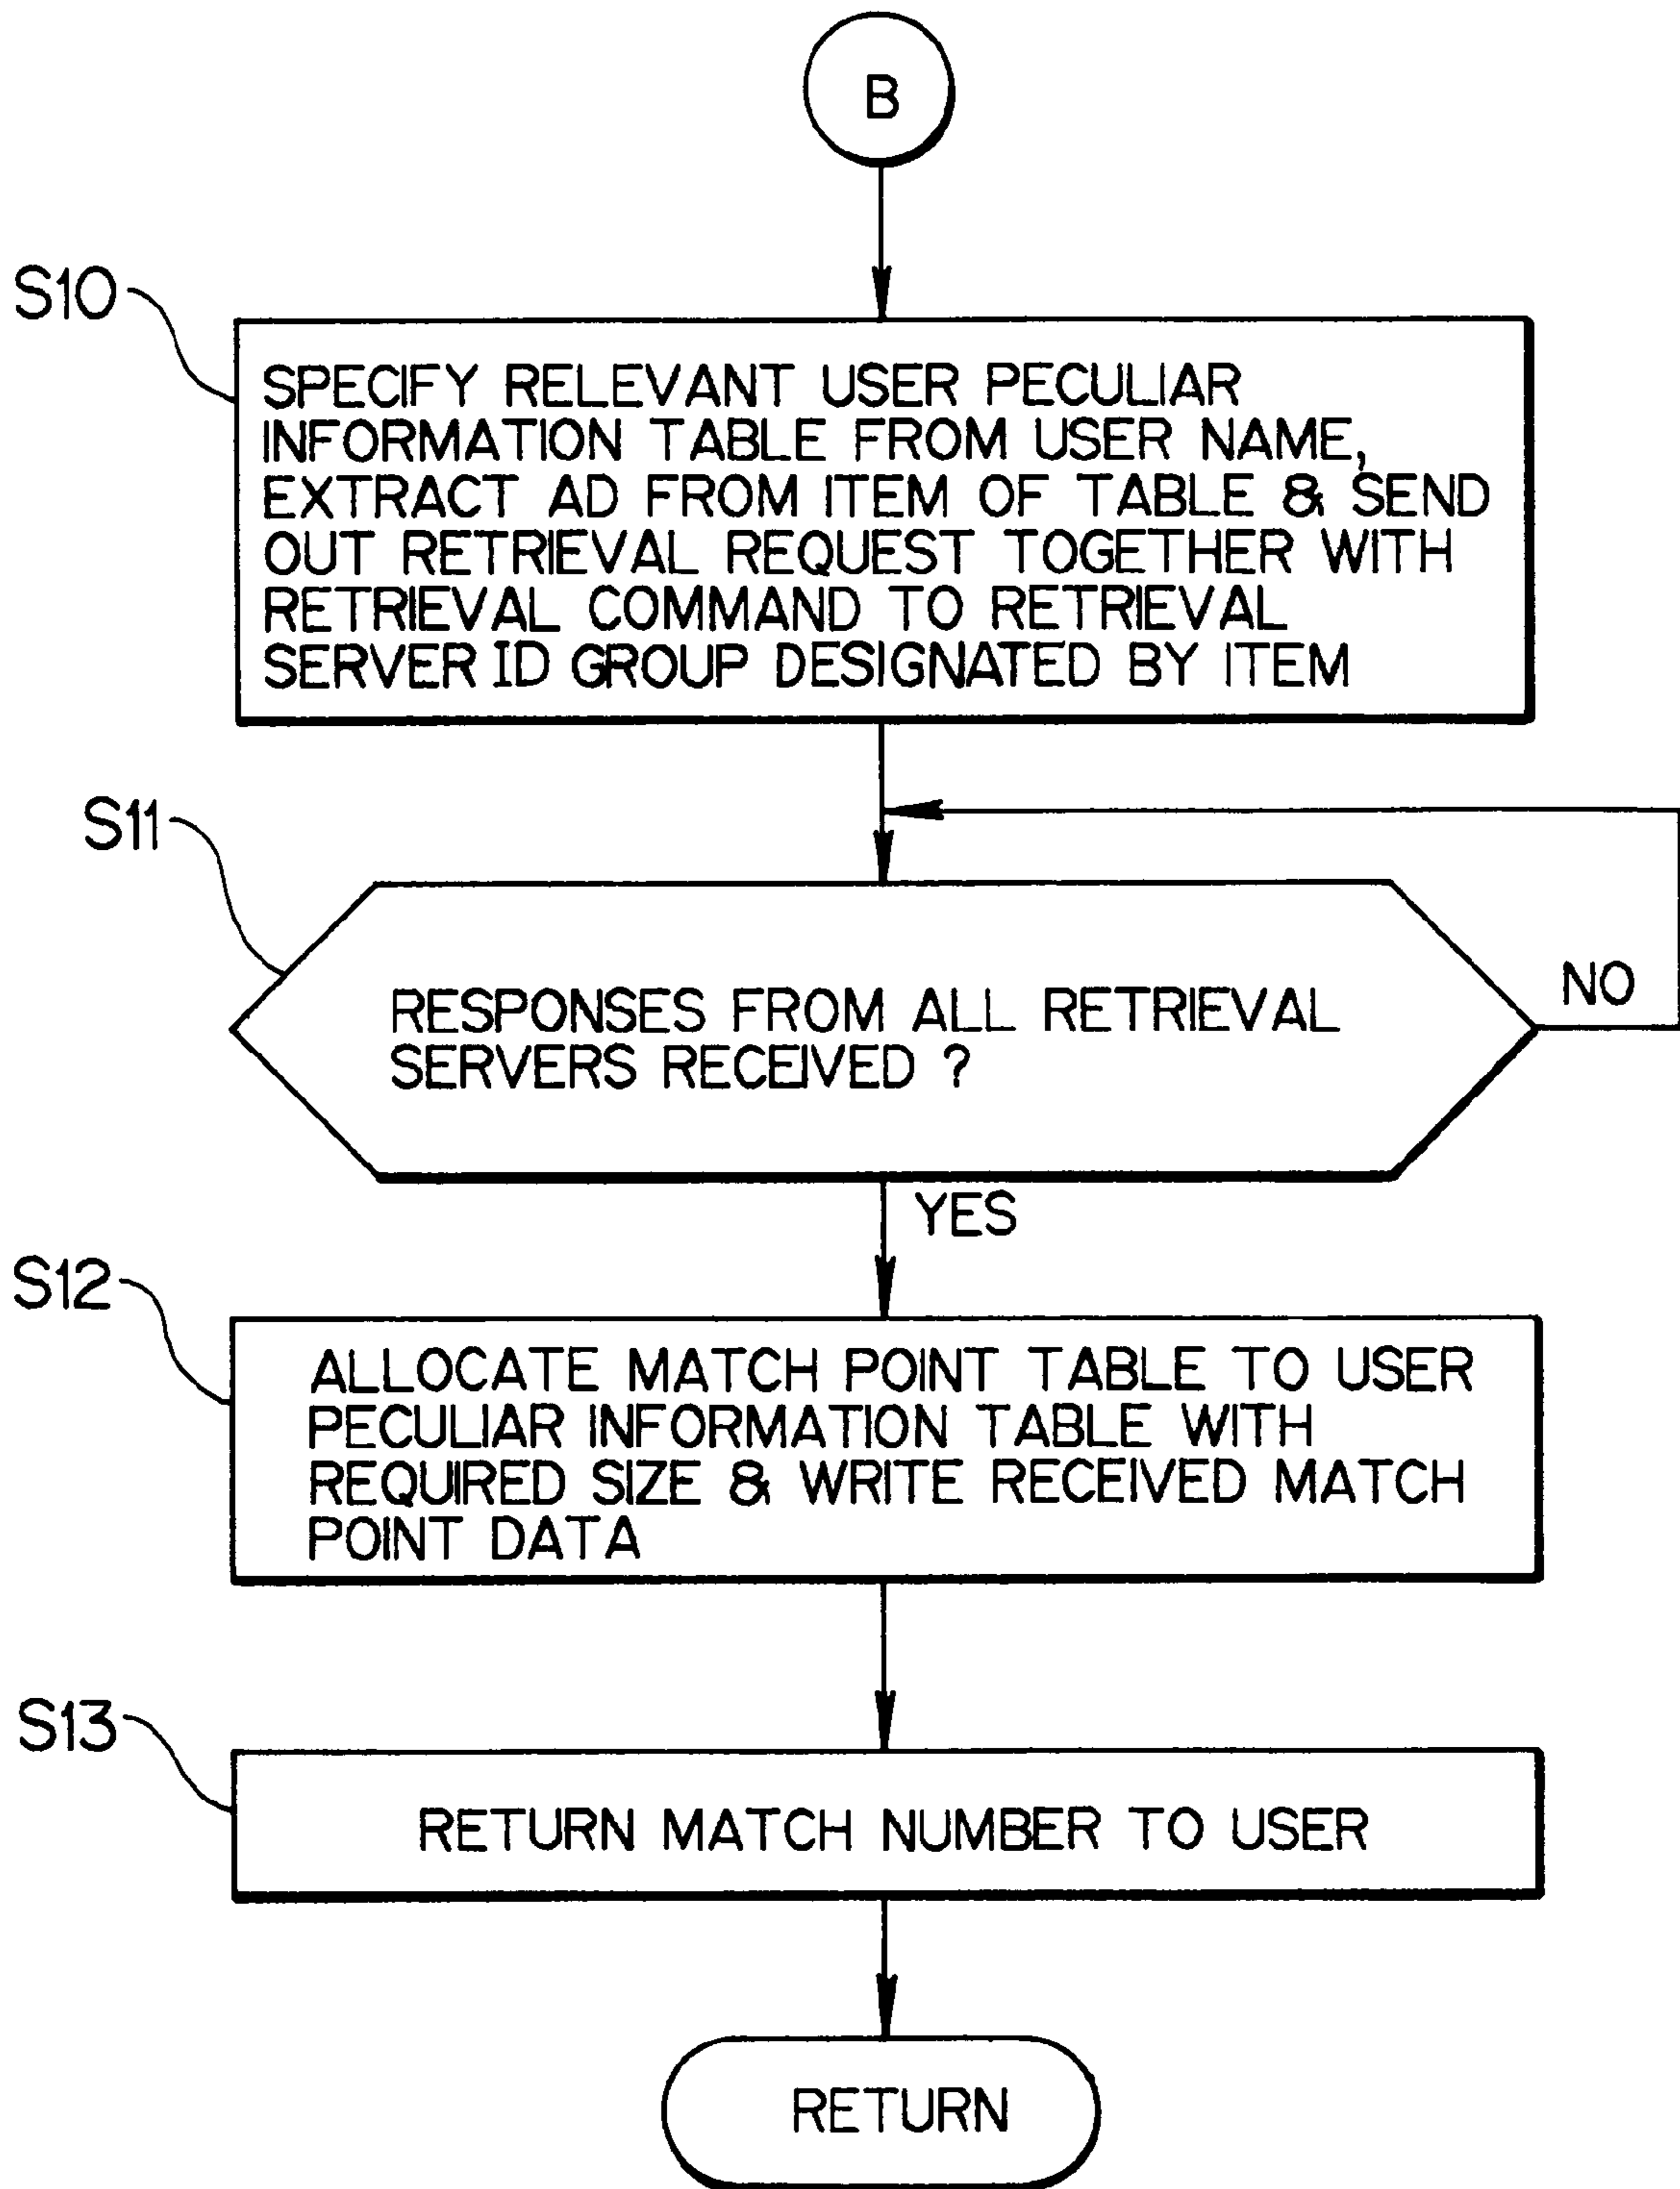 B
S10
SPECIFY RELEVANT USER PECULIAR
INFORMATION TABLE FROM USER NAME,
EXTRACT AD FROM ITEM OF TABLE & SEND
OUT RETRIEVAL REQUEST TOGETHER WITH
RETRIEVAL COMMAND TO RETRIEVAL
SERVER ID GROUP DESIGNATED BY ITEM
S11
RESPONSES FROM ALL RETRIEVAL
SERVERS RECEIVED ?
NO
YES
S12
ALLOCATE MATCH POINT TABLE TO USER
PECULIAR INFORMATION TABLE WITH
REQUIRED SIZE & WRITE RECEIVED MATCH
POINT DATA
S13
RETURN MATCH NUMBER TO USER
RETURN